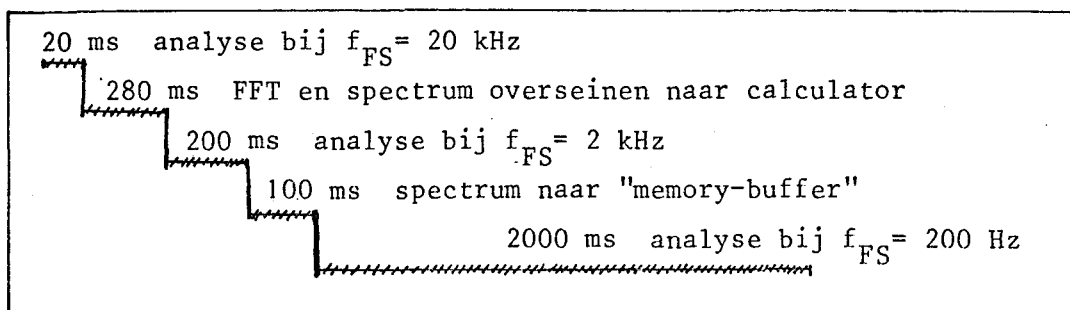 20 ms analyse bij f_FS= 20 kHz
280 ms FFT en spectrum overseinen naar calculator
200 ms analyse bij f_FS= 2 kHz
100 ms spectrum naar "memory-buffer"
2000 ms analyse bij f_FS= 200 Hz